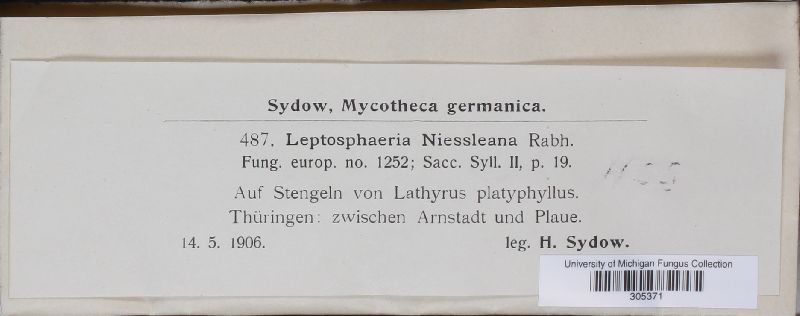 Sydow, Mycotheca germanica.
487. Leptosphaeria Niessleana Rabh.
Fung. europ. no. 1252; Sacc. Syll. II, p. 19.
Auf Stengeln von Lathyrus platyphyllus.
Thüringen: zwischen Arnstadt und Plaue.
14. 5. 1906. leg. H. Sydow.
University of Michigan Fungus Collection
305371